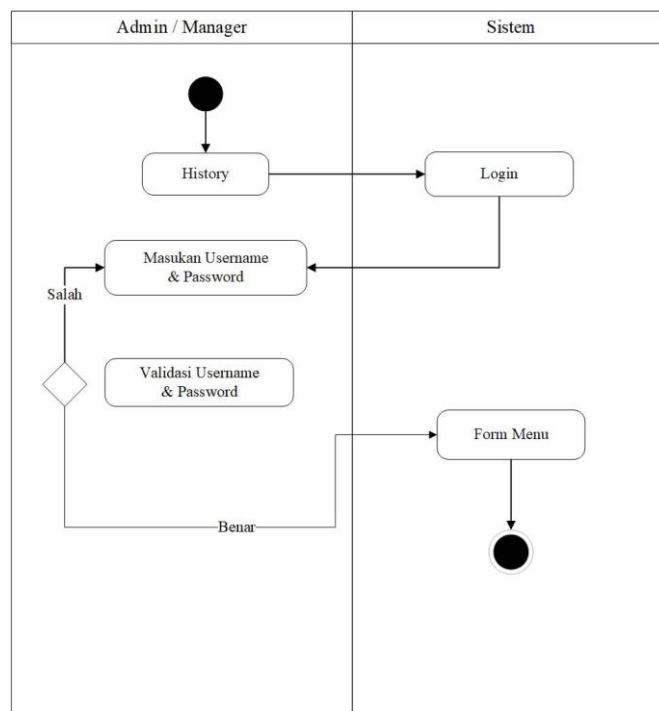 Admin / Manager
Sistem
History
Login
Masukan Username
& Password
Salah
Validasi Username
& Password
Form Menu
Benar